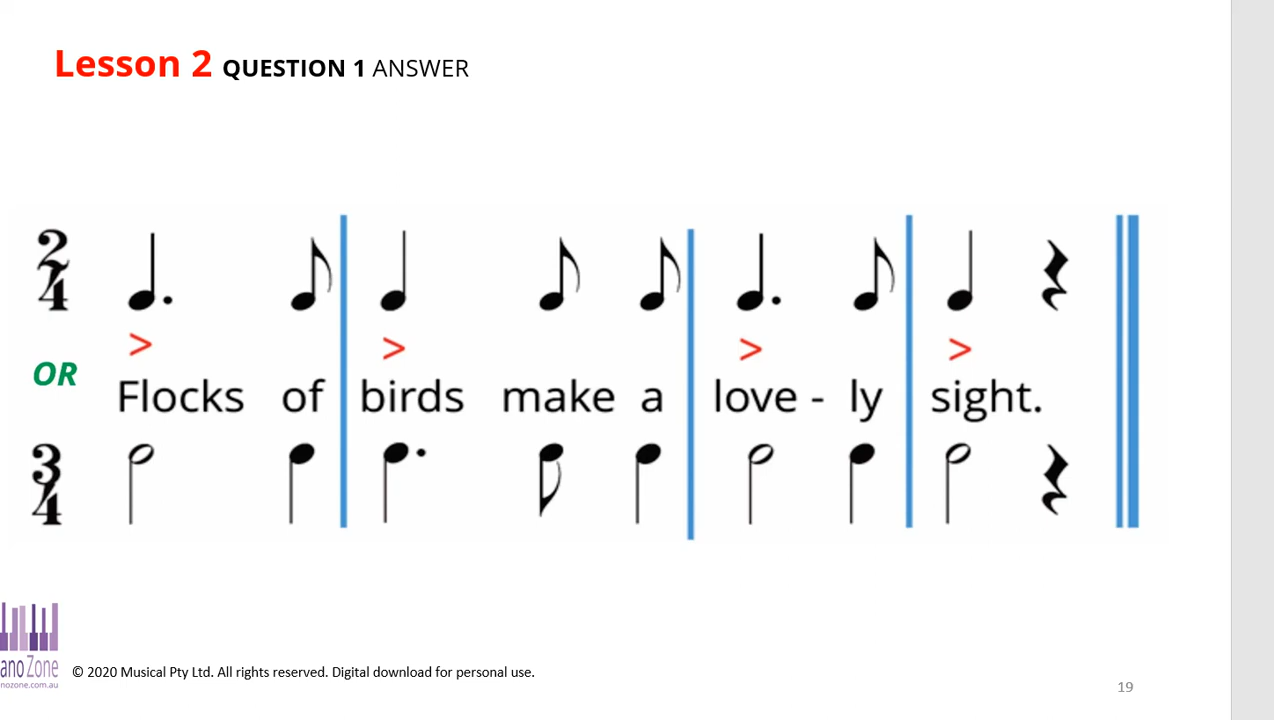 Lesson 2 QUESTION 1 ANSWER
2
4
>
>
>
>
OR
Flocks of birds make a love - ly sight.
3
4
ano Zone
nozone.com.au
© 2020 Musical Pty Ltd. All rights reserved. Digital download for personal use.
19